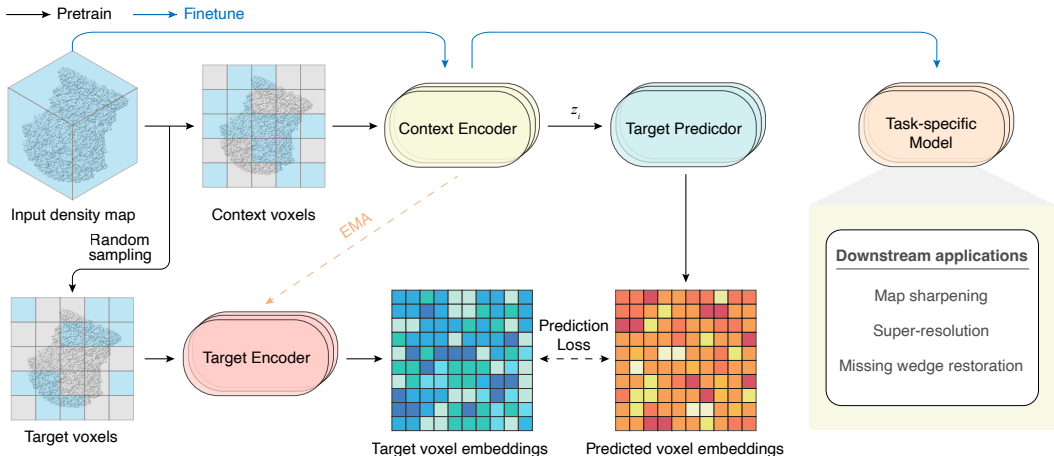 Pretrain
Finetune
Input density map
Context voxels
Context Encoder
z_i
Target Predicdor
Task-specific
Model
Random
sampling
EMA
Target voxels
Target Encoder
Target voxel embeddings
Prediction
Loss
Predicted voxel embeddings
Downstream applications
Map sharpening
Super-resolution
Missing wedge restoration